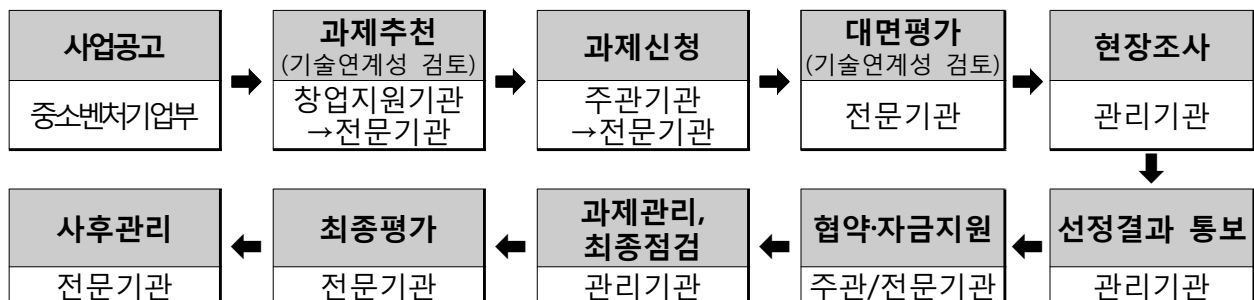 사업공고
중소벤처기업부
과제추천
(기술연계성 검토)
창업지원기관
→전문기관
과제신청
주관기관
→전문기관
대면평가
(기술연계성 검토)
전문기관
현장조사
관리기관
선정결과 통보
관리기관
협약·자금지원
주관/전문기관
과제관리,
최종점검
관리기관
최종평가
전문기관
사후관리
전문기관